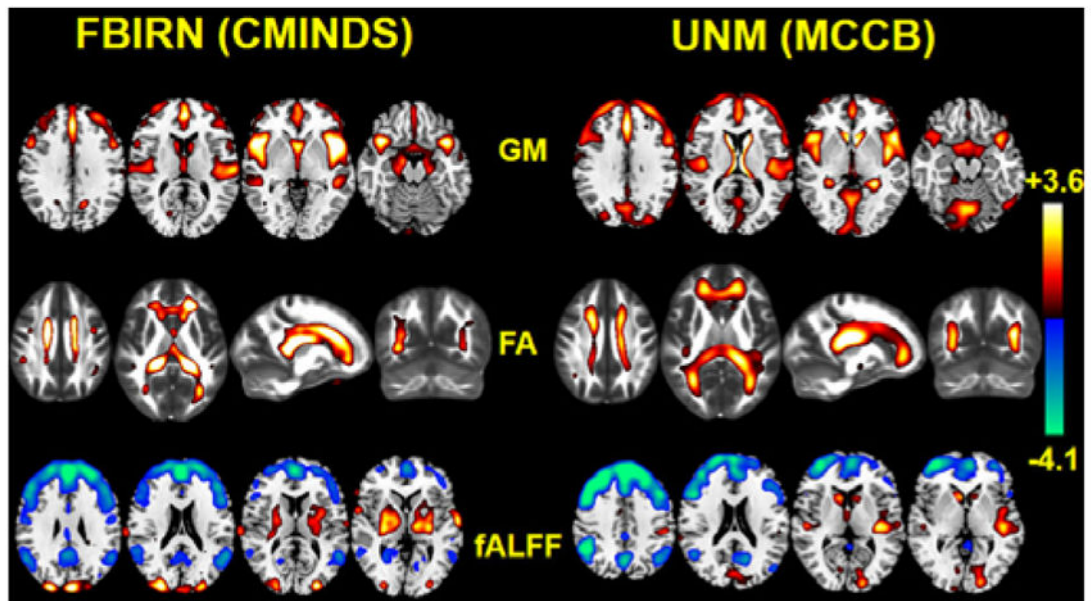 FBIRN (CMINDS)
UNM (MCCB)
GM
+3.6
FA
-4.1
fALFF